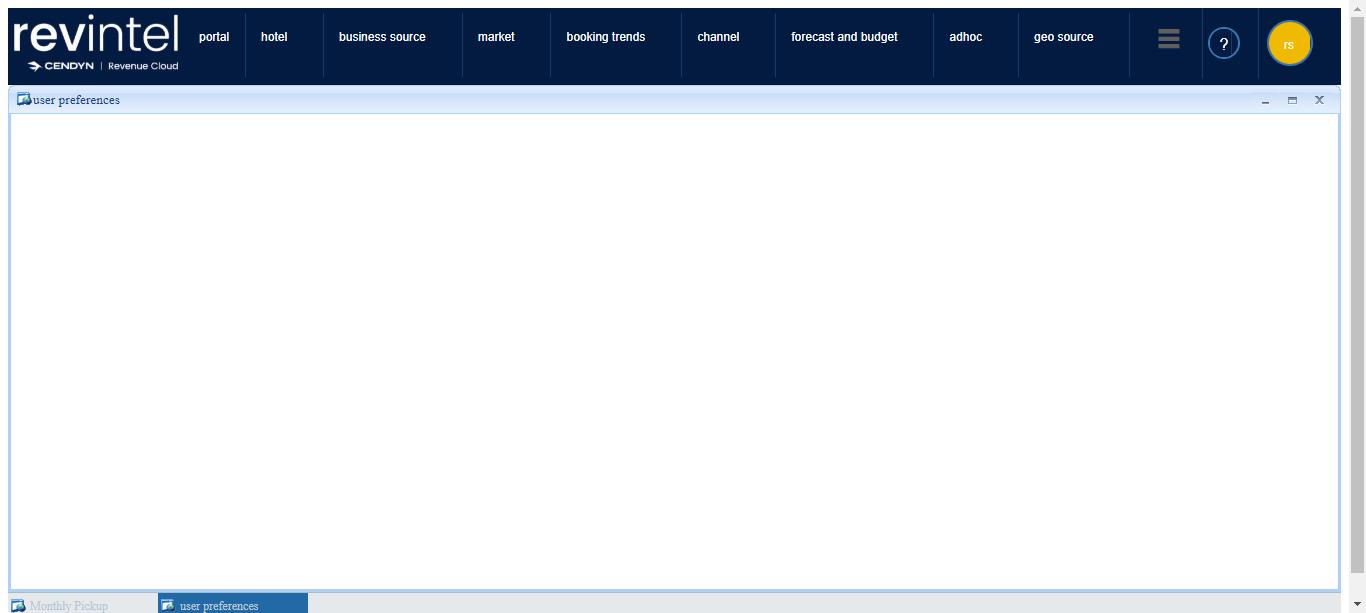 revintel
CENDYN | Revenue Cloud
portal hotel business source market booking trends channel forecast and budget adhoc geo source ? rs
user preferences
Monthly Pickup user preferences